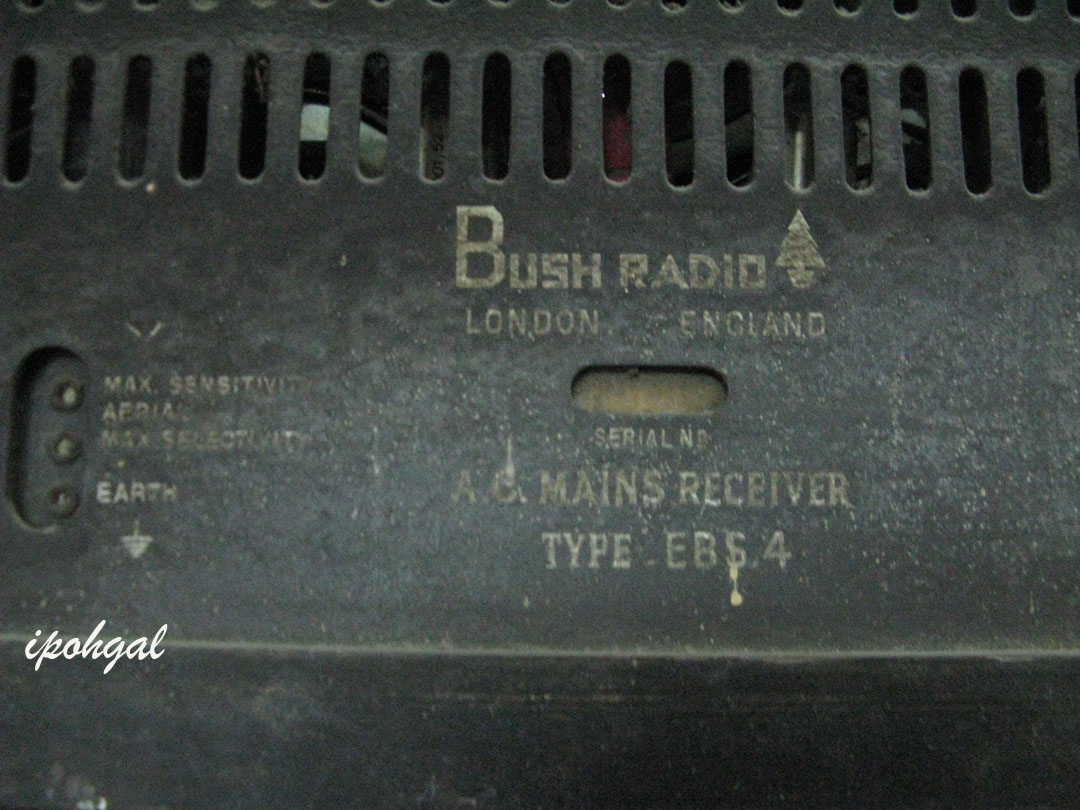 BUSH RADIO
LONDON. ENGLAND
MAX. SENSITIVITY
AERIAL
MAX SELECTIVITY
EARTH
SERIAL NO
A.C. MAINS RECEIVER
TYPE EBS.4
ipohgal